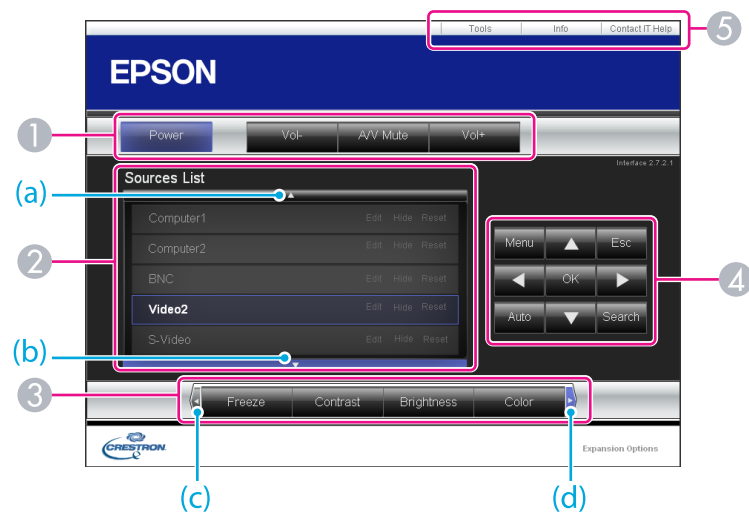 Tools Info Contact IT Help 5
EPSON
1 Power Vol- A/V Mute Vol+
Interface 2.7.2.1
Sources List
(a)
Computer1 Edit Hide Reset
Computer2 Edit Hide Reset
BNC Edit Hide Reset
Video2 Edit Hide Reset
S-Video Edit Hide Reset
2
(b)
Menu Esc
OK
Auto Search
4
3 Freeze Contrast Brightness Color
CRESTRON. Expansion Options
(c) (d)